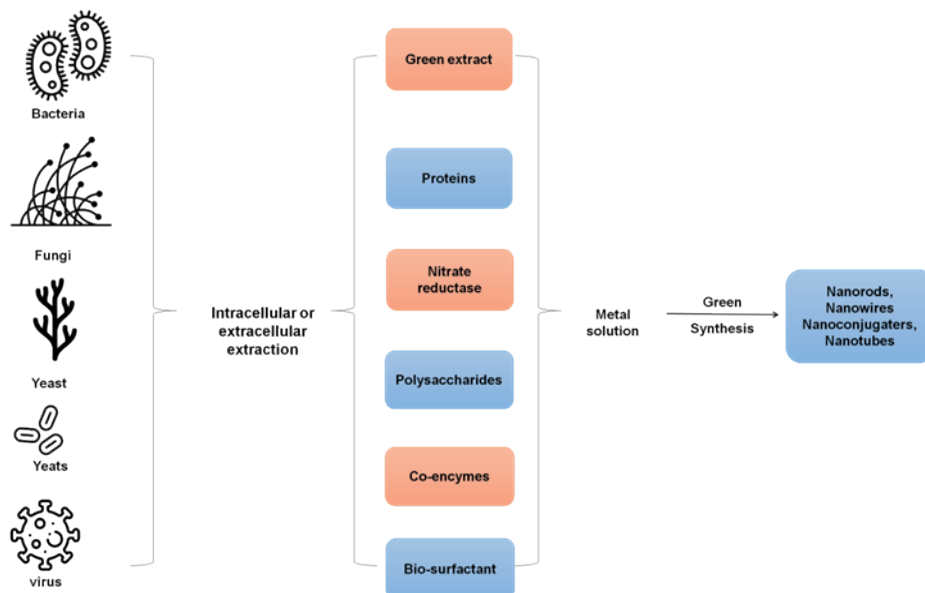 Bacteria
Fungi
Yeast
Yeats
virus
Intracellular or
extracellular
extraction
Green extract
Proteins
Nitrate
reductase
Polysaccharides
Co-encymes
Bio-surfactant
Metal
solution
Green
Synthesis
Nanorods,
Nanowires
Nanoconjugaters,
Nanotubes